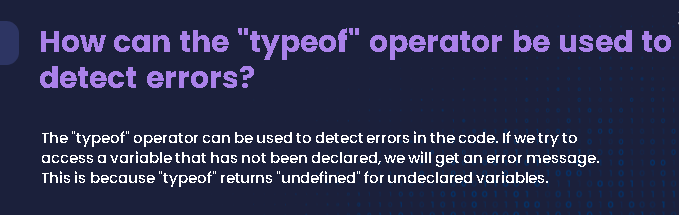 How can the "typeof" operator be used to
detect errors?
The "typeof" operator can be used to detect errors in the code. If we try to
access a variable that has not been declared, we will get an error message.
This is because "typeof" returns "undefined" for undeclared variables.